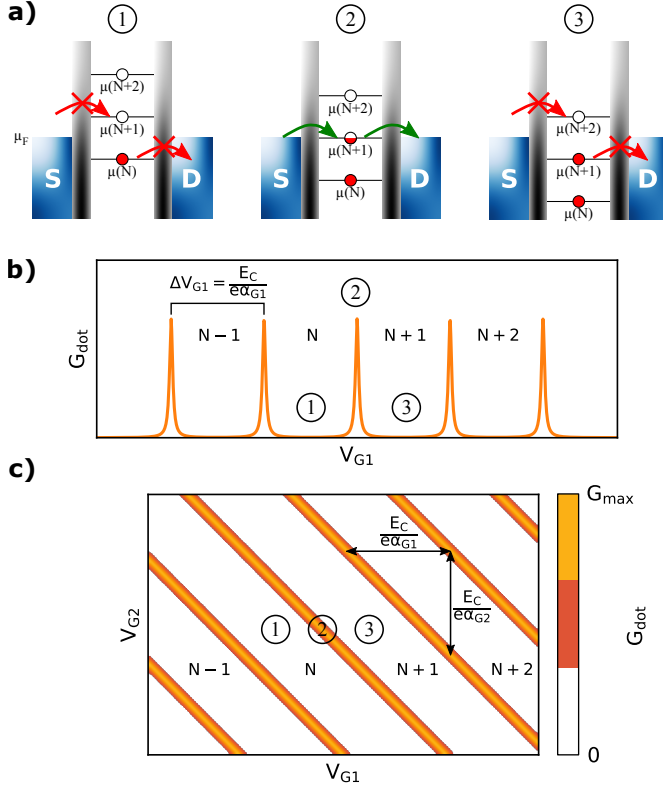 a)
1
2
3
μ(N+2)
μ(N+1)
μ(N)
μF
S
D
μ(N+2)
μ(N+1)
μ(N)
S
D
μ(N+2)
μ(N+1)
μ(N)
S
D
b)
ΔVG1 = EC/eαG1
2
N−1
N
N+1
N+2
1
3
Gdot
VG1
c)
EC/eαG1
EC/eαG2
1
2
3
N−1
N
N+1
N+2
VG2
VG1
Gmax
Gdot
0